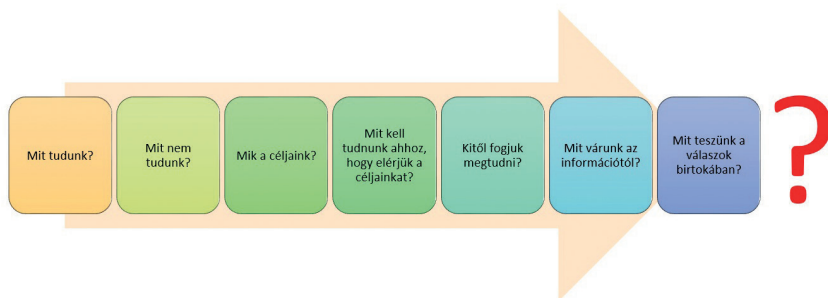 Mit tudunk?
Mit nem
tudunk?
Mik a céljaink?
Mit kell
tudnunk ahhoz,
hogy elérjük a
céljainkat?
Kitől fogjuk
megtudni?
Mit várunk az
információtól?
Mit teszünk a
válaszok
birtokában?
?